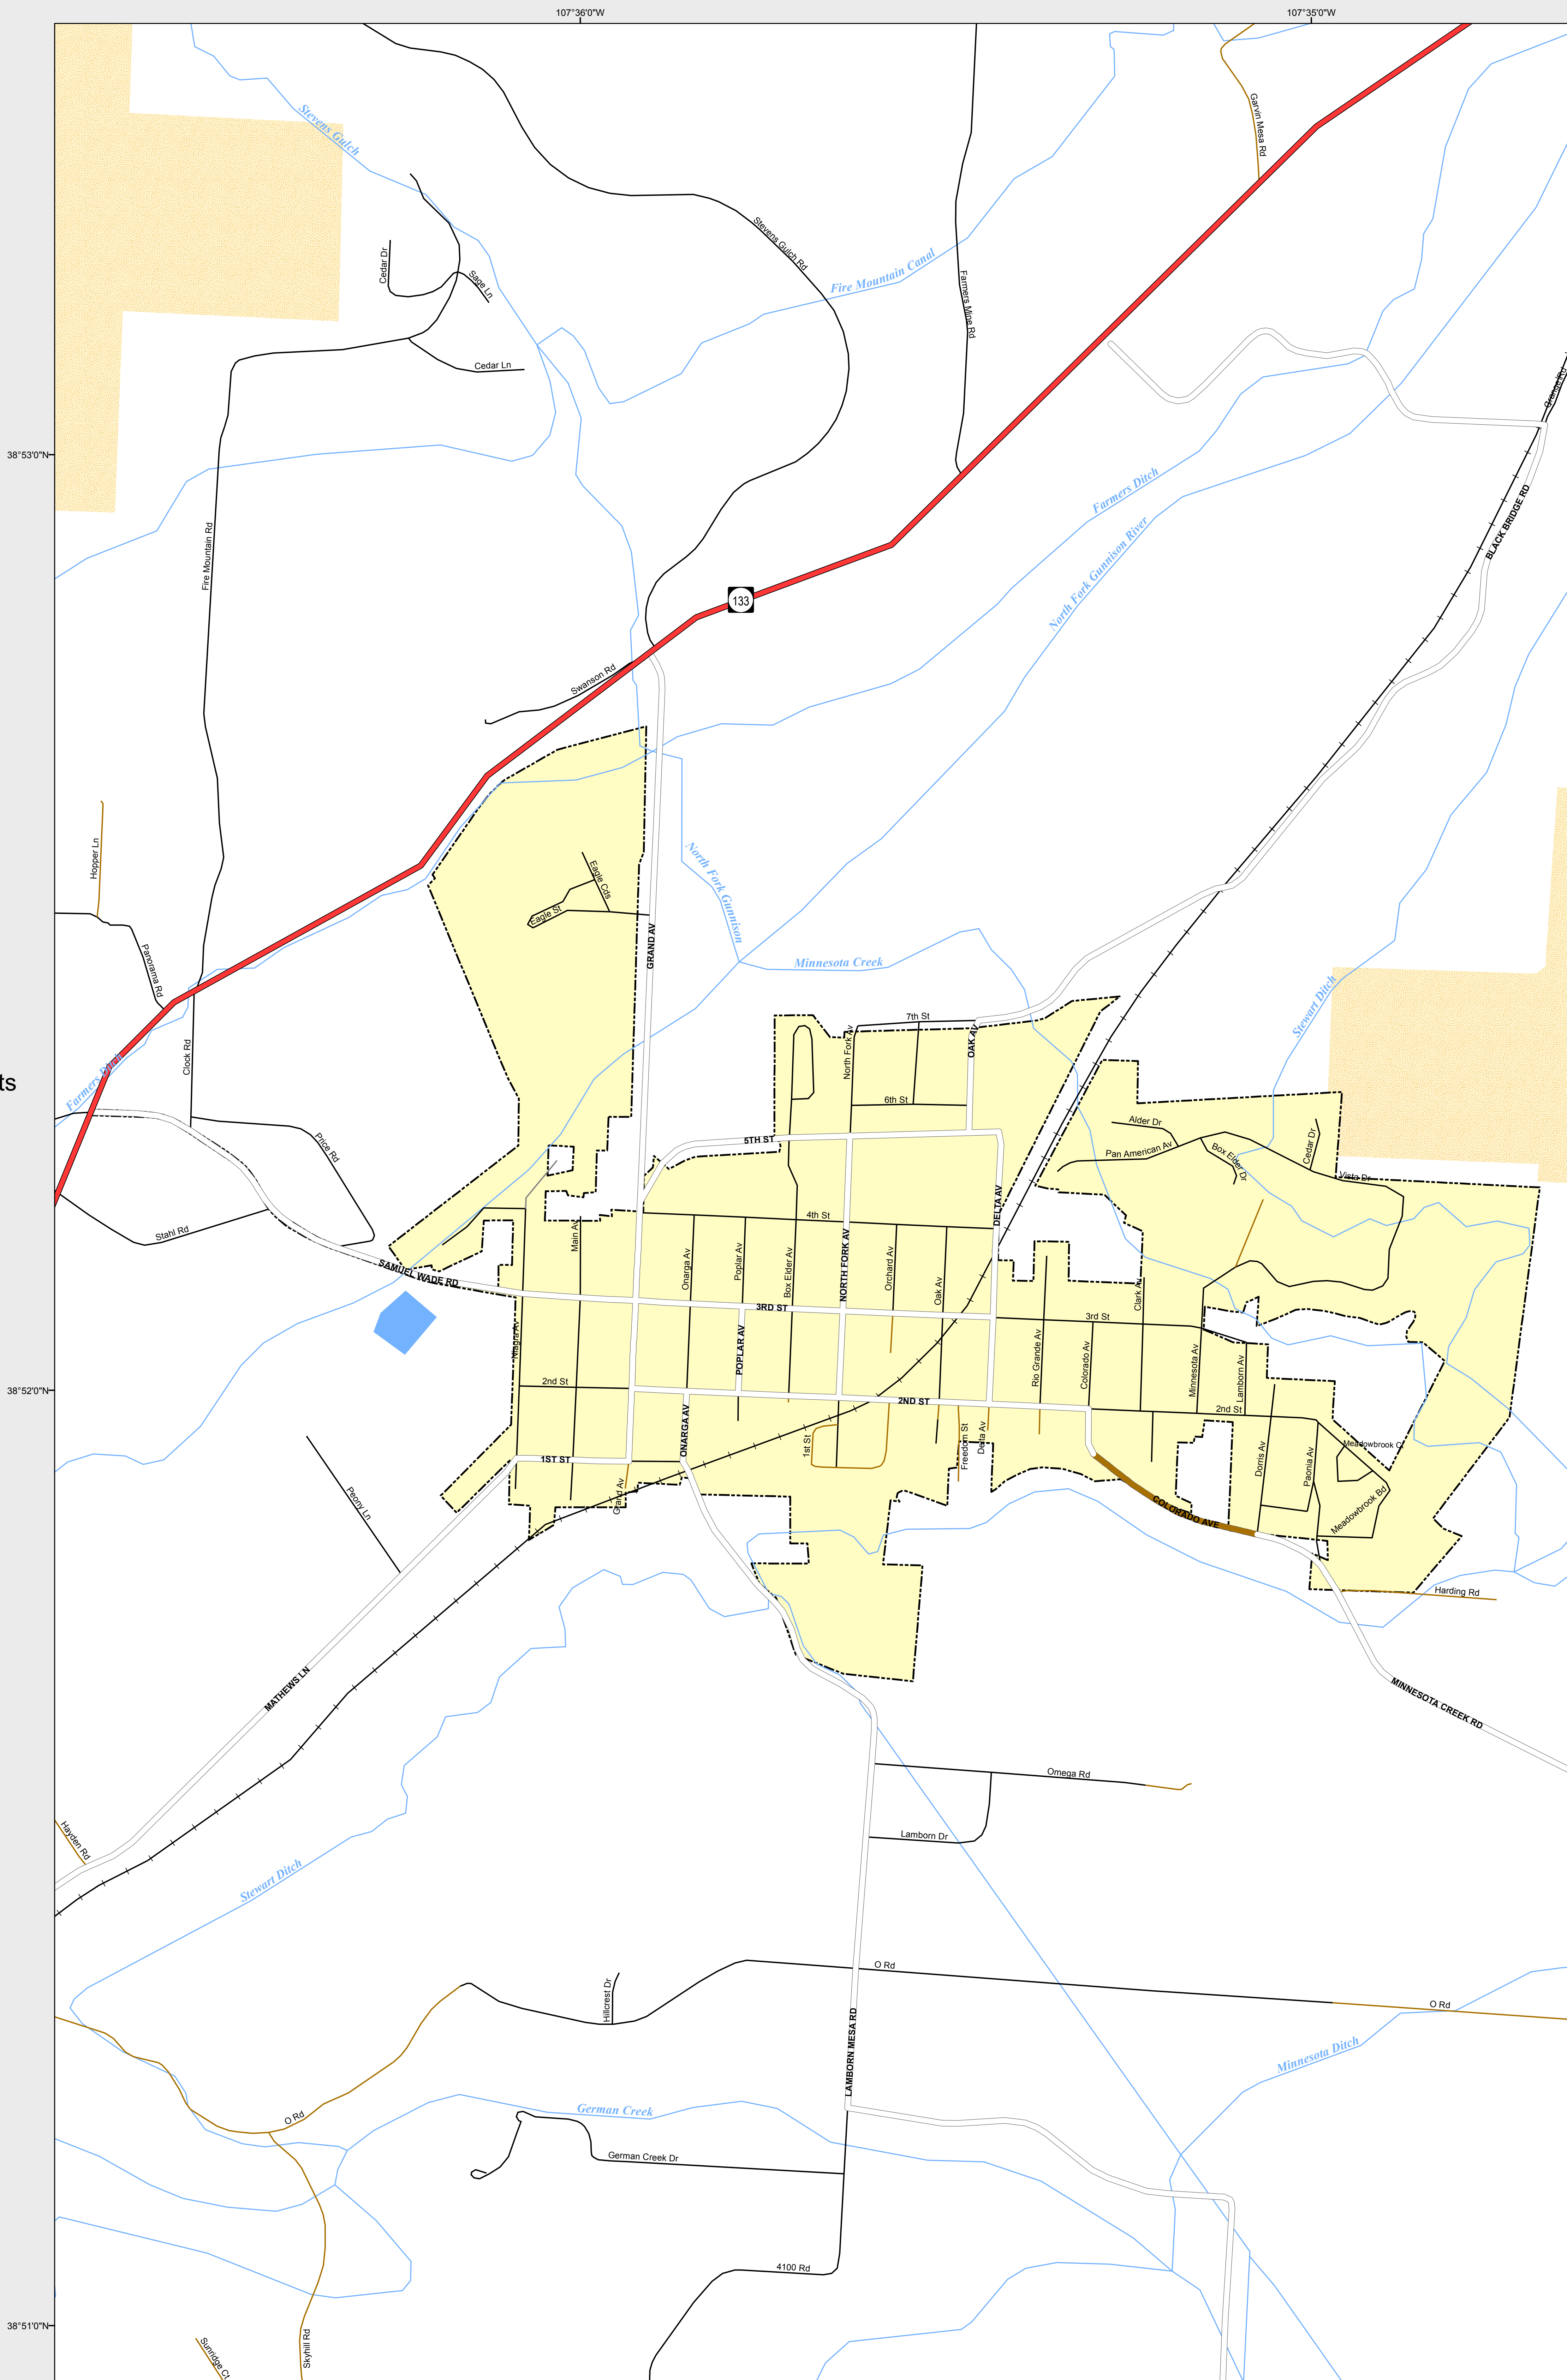 107°36'0"W
107°35'0"W
Stevens Gulch
Garvin Mesa Rd
Stevens Gulch Rd
Cedar Dr
Sage Ln
Fire Mountain Canal
Farmers Mine Rd
Cedar Ln
Grange Rd
38°53'0"N
Farmers Ditch
BLACK BRIDGE RD
North Fork Gunnison River
Fire Mountain Rd
133
Swanson Rd
Hopper Ln
Eagle Cds
Eagle St
North Fork Gunnison
GRAND AV
Panorama Rd
Minnesota Creek
Stewart Ditch
7th St
North Fork Av
OAK AV
Clock Rd
ts
Farmers Ditch
6th St
Alder Dr
Price Rd
5TH ST
Pan American Av
Box Elder Dr
Cedar Dr
Vista Dr
Stahl Rd
Main Av
4th St
DELTA AV
SAMUEL WADE RD
Onarga Av
Poplar Av
Box Elder Av
NORTH FORK AV
Orchard Av
Oak Av
Clark Av
3RD ST
3rd St
Niagra Av
POPLAR AV
Rio Grande Av
Colorado Av
Minnesota Av
Lamborn Av
38°52'0"N
2nd St
2ND ST
2nd St
ONARGA AV
1st St
Freedom St
Delta Av
Meadowbrook C
1ST ST
Dorris Av
Paonia Av
Grand Av
Peony Ln
COLORADO AVE
Meadowbrook Bd
Harding Rd
MATHEWS LN
MINNESOTA CREEK RD
Omega Rd
Hayden Rd
Lamborn Dr
Stewart Ditch
O Rd
Hillcrest Dr
O Rd
LAMBORN MESA RD
Minnesota Ditch
O Rd
German Creek
German Creek Dr
4100 Rd
38°51'0"N
Skyhill Rd
Sunridge Ct